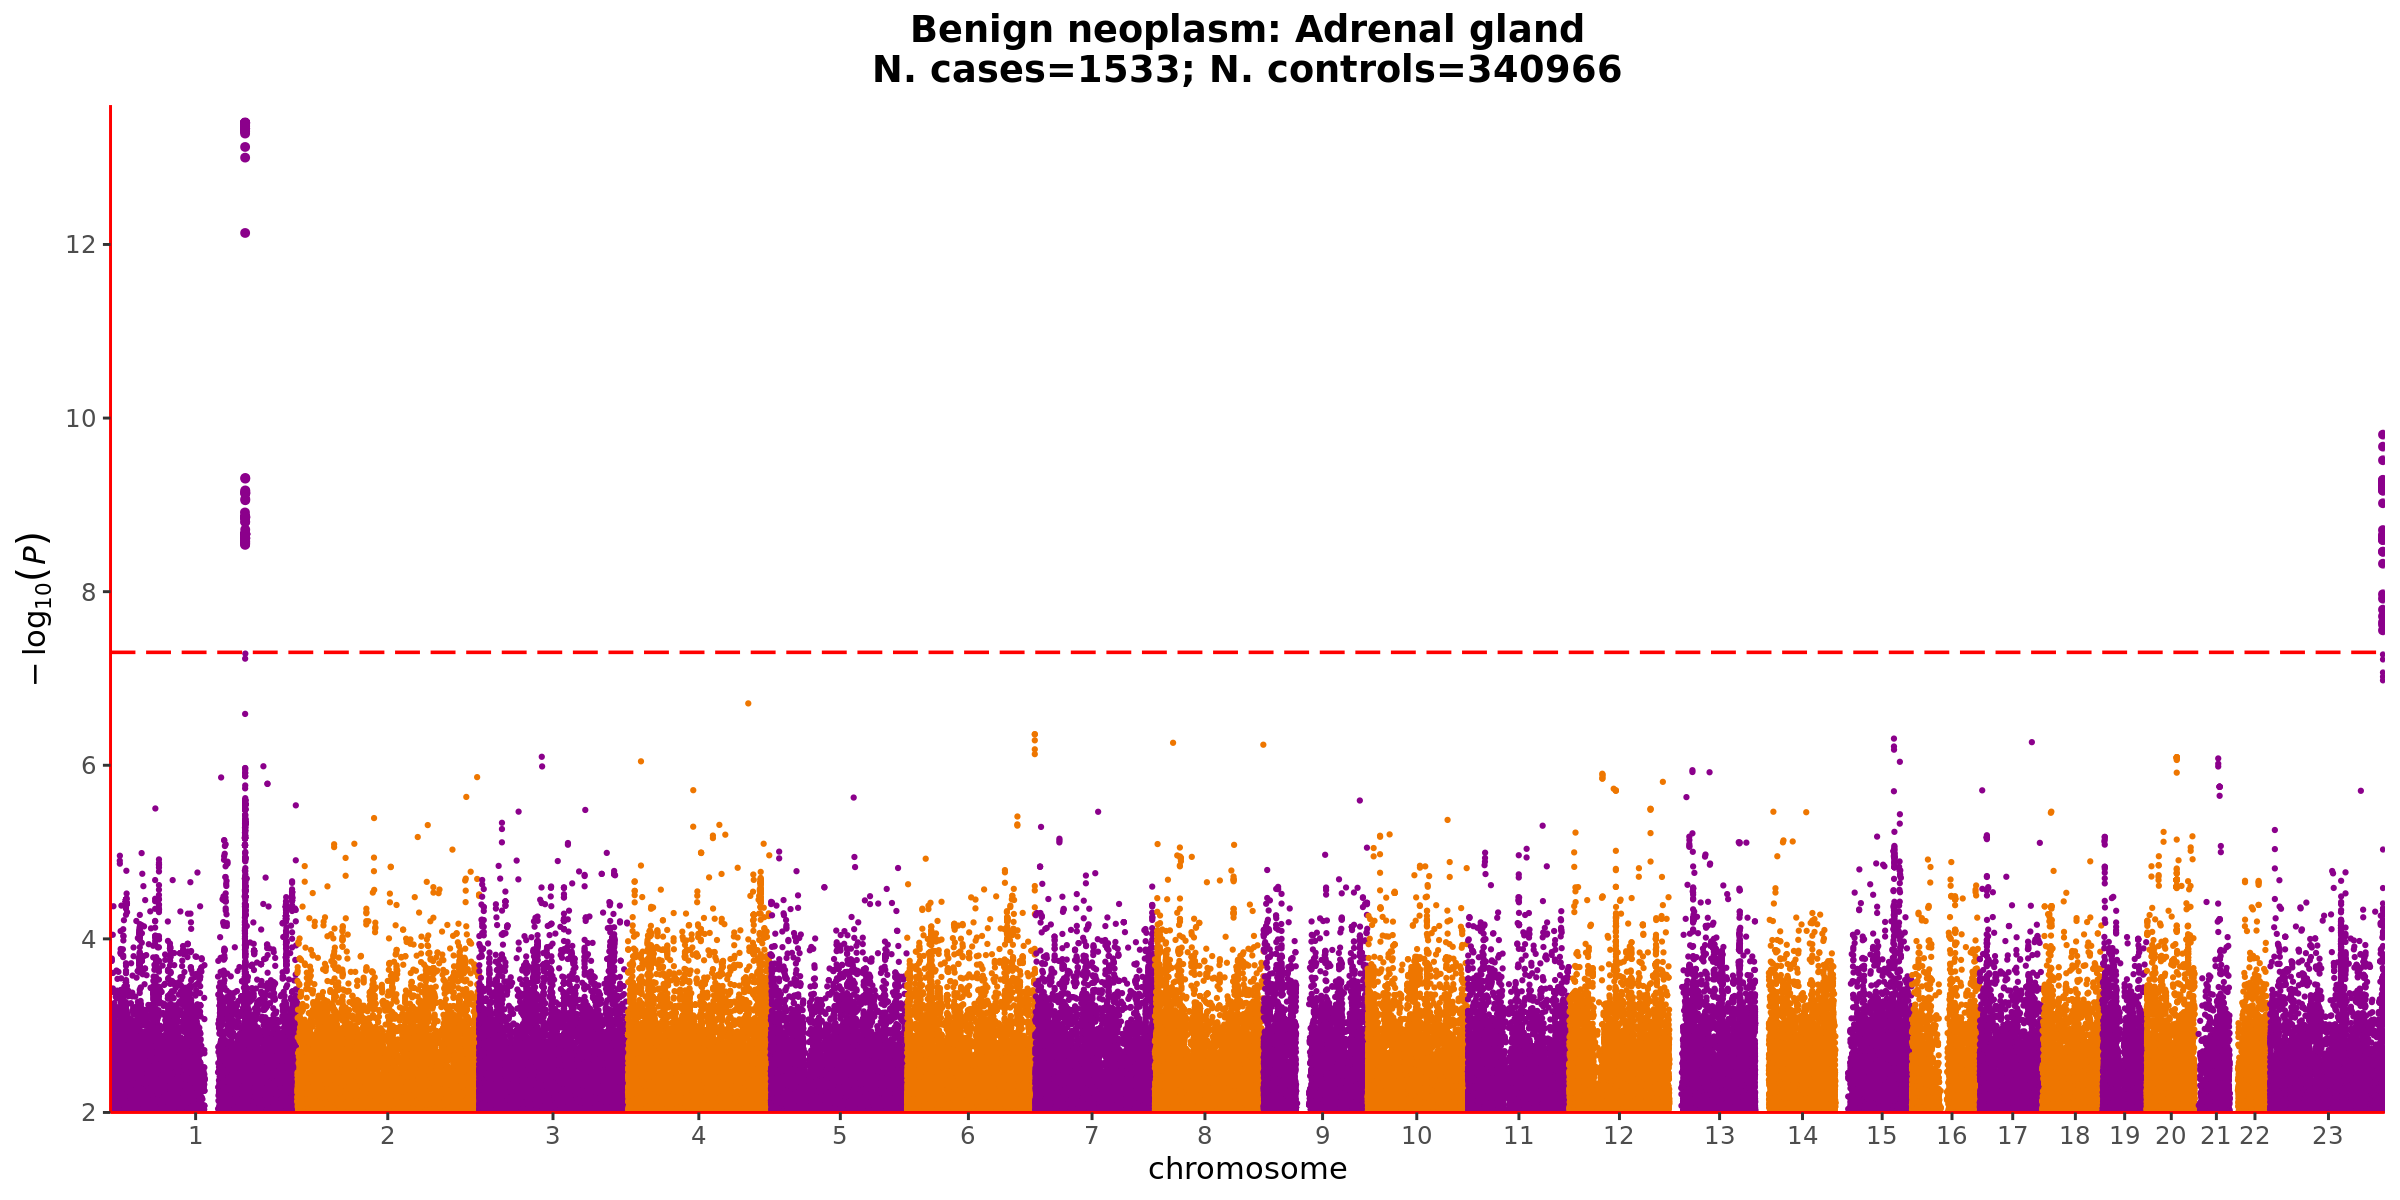 Benign neoplasm: Adrenal gland
N. cases=1533; N. controls=340966
12
10
8
6
4
2
− log10(P)
1 2 3 4 5 6 7 8 9 10 11 12 13 14 15 16 17 18 19 20 21 22 23
chromosome